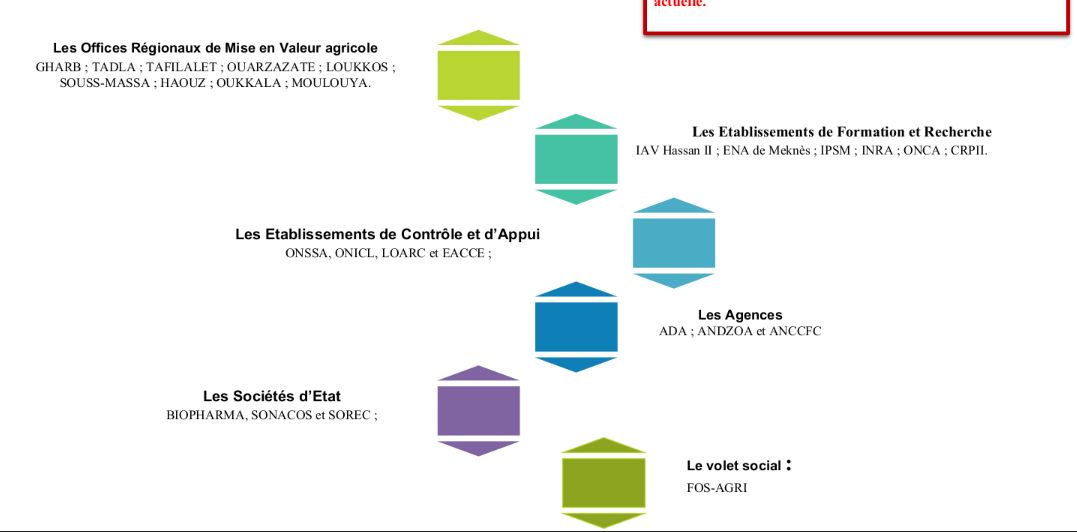 actuelle.
Les Offices Régionaux de Mise en Valeur agricole
GHARB ; TADLA ; TAFILALET ; OUARZAZATE ; LOUKKOS ;
SOUSS-MASSA ; HAOUZ ; OUKKALA ; MOULOUYA.
Les Etablissements de Formation et Recherche
IAV Hassan II ; ENA de Meknès ; IPSM ; INRA ; ONCA ; CRPII.
Les Etablissements de Contrôle et d'Appui
ONSSA, ONICL, LOARC et EACCE ;
Les Agences
ADA ; ANDZOA et ANCCFC
Les Sociétés d'Etat
BIOPHARMA, SONACOS et SOREC ;
Le volet social :
FOS-AGRI